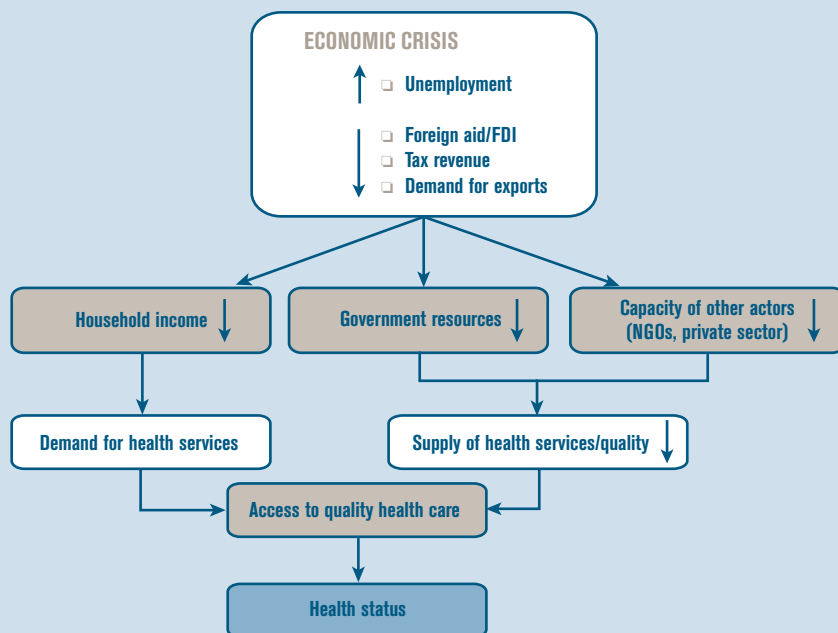 ECONOMIC CRISIS
Unemployment
Foreign aid/FDI
Tax revenue
Demand for exports
Household income
Government resources
Capacity of other actors
(NGOs, private sector)
Demand for health services
Supply of health services/quality
Access to quality health care
Health status